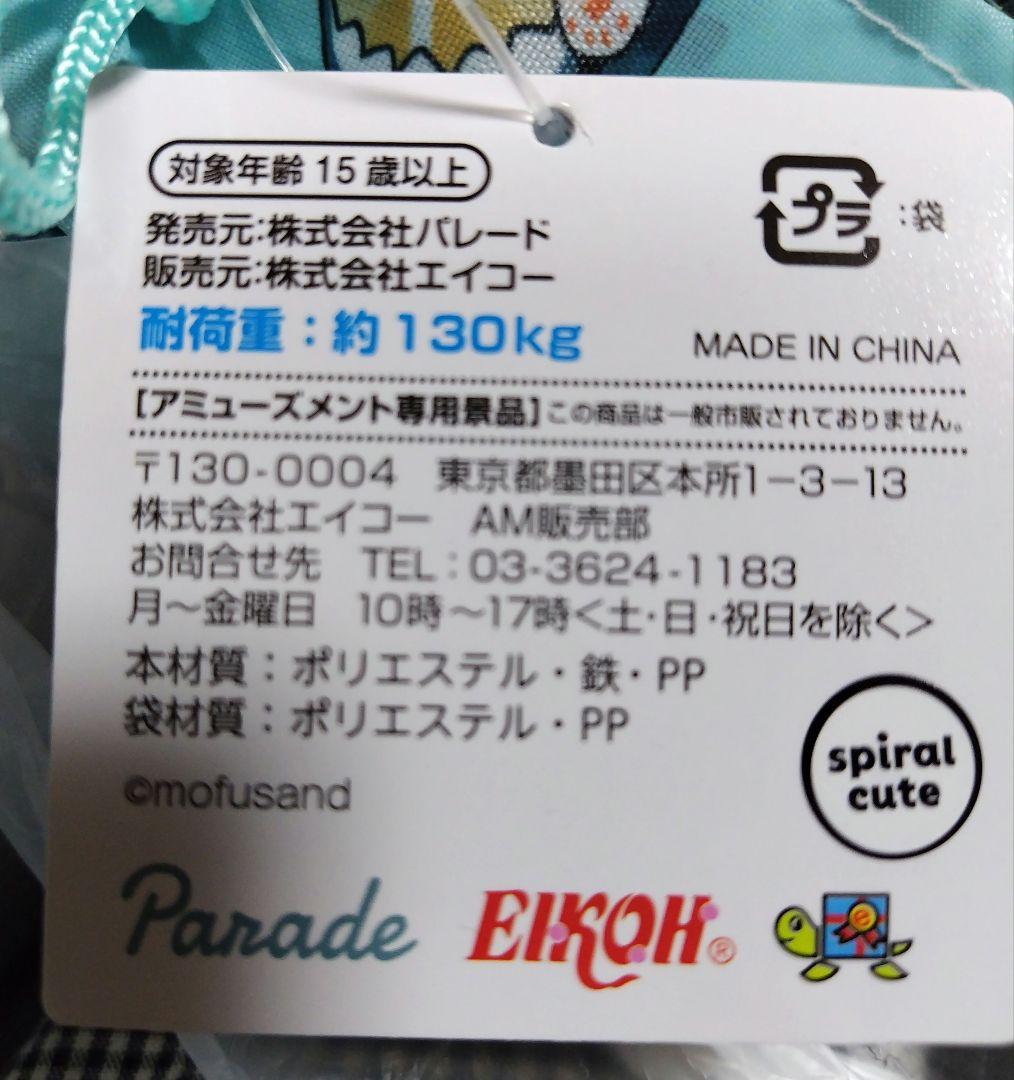 対象年齢 15 歳以上
発売元:株式会社パレード
販売元:株式会社エイコー
プラ :袋
耐荷重：約130kg
MADE IN CHINA
【アミューズメント専用景品】この商品は一般市販されておりません。
〒130-0004 東京都墨田区本所1-3-13
株式会社エイコー AM販売部
お問合せ先 TEL：03-3624-1183
月〜金曜日 10時〜17時<土・日・祝日を除く>
本材質：ポリエステル・鉄・PP
袋材質：ポリエステル・PP
©mofusand
spiral
cute
Parade
EIKOH®
e